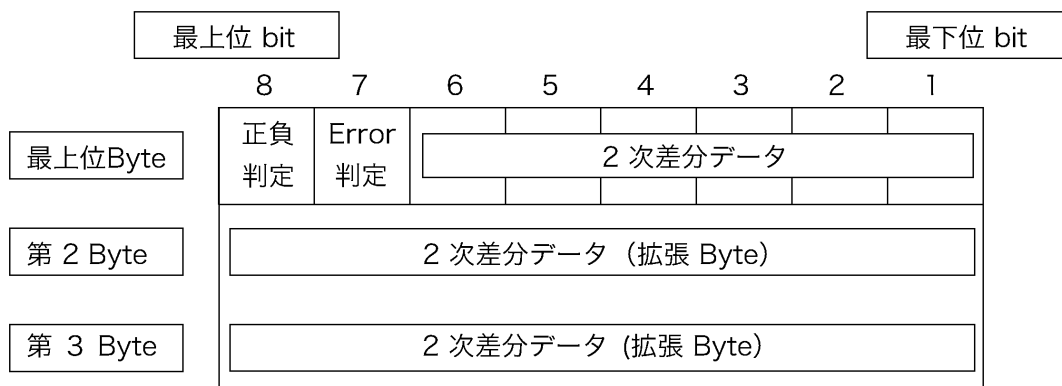 最上位 bit
最下位 bit
8 7 6 5 4 3 2 1
最上位Byte
正負
判定
Error
判定
2 次差分データ
第 2 Byte
2 次差分データ（拡張 Byte）
第 3 Byte
2 次差分データ (拡張 Byte）